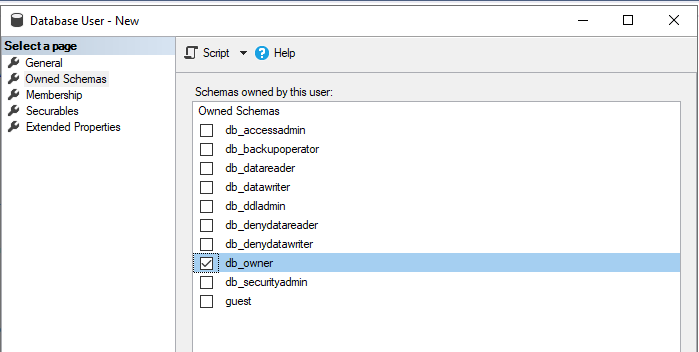 Database User - New
Select a page
General
Owned Schemas
Membership
Securables
Extended Properties
Script
Help
Schemas owned by this user:
Owned Schemas
db_accessadmin
db_backupoperator
db_datareader
db_datawriter
db_ddladmin
db_denydatareader
db_denydatawriter
db_owner
db_securityadmin
guest